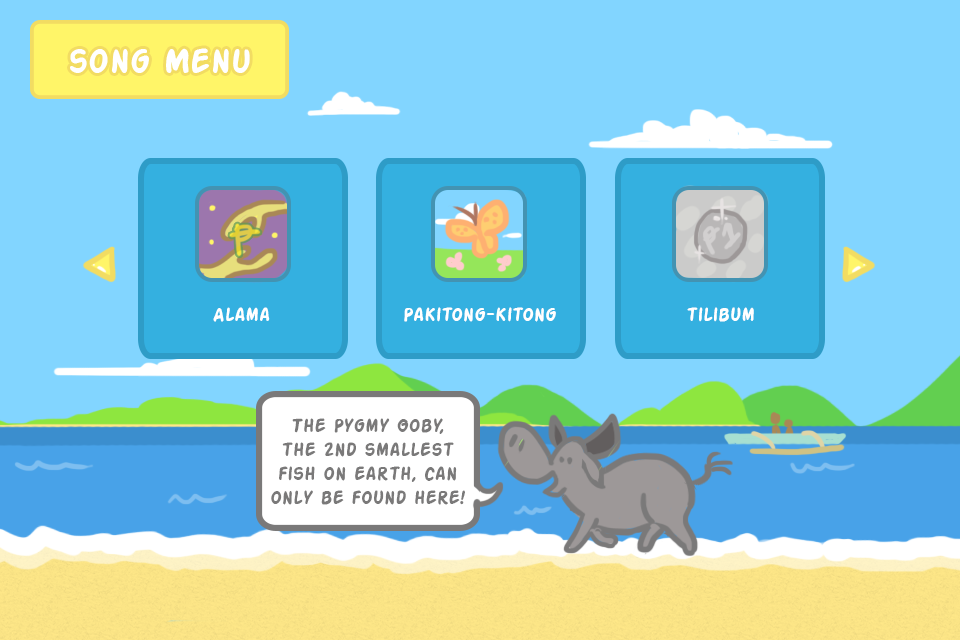 SONG MENU
₱
P1
ALAMA
PAKITONG-KITONG
TILIBUM
THE PYGMY GOBY,
THE 2ND SMALLEST
FISH ON EARTH, CAN
ONLY BE FOUND HERE!